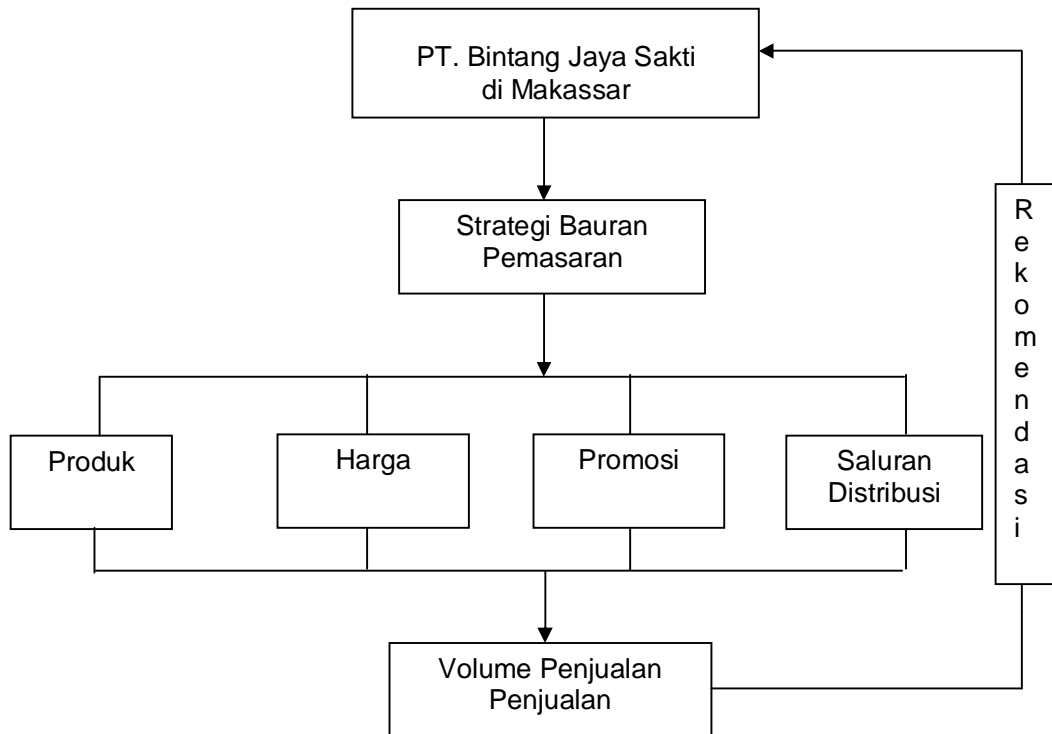 PT. Bintang Jaya Sakti
di Makassar
Strategi Bauran
Pemasaran
Produk
Harga
Promosi
Saluran
Distribusi
Volume Penjualan
Penjualan
R
e
k
o
m
e
n
d
a
s
i